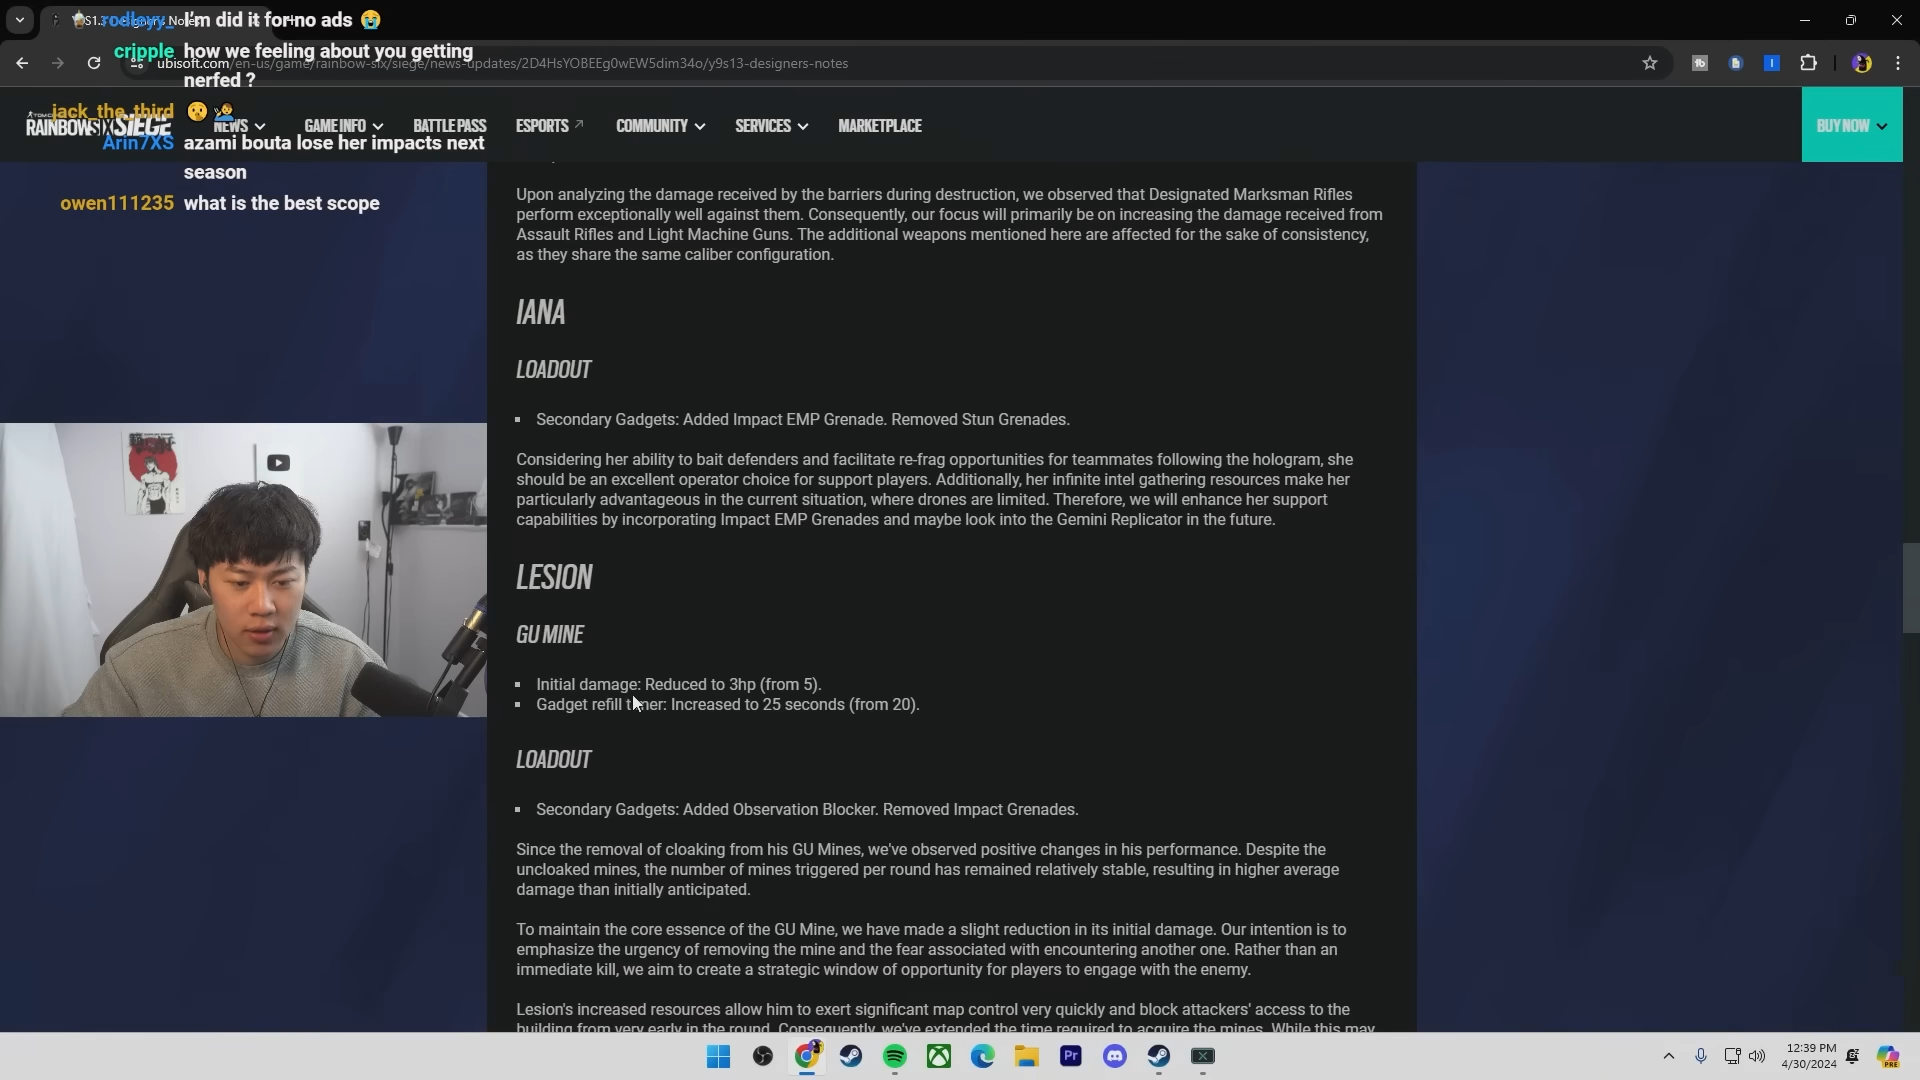 rodleyy_ I'm did it for no ads 😭
cripple how we feeling about you getting
nerfed ?
jack_the_third 🤫 🧏‍♂️
Arin7XS azami bouta lose her impacts next
season
owen111235 what is the best scope
ubisoft.com/en-us/game/rainbow-six/siege/news-updates/2D4HsYOBEEg0wEW5dim34o/y9s13-designers-notes
RAINBOW SIX SIEGE
NEWS
GAME INFO
BATTLE PASS
ESPORTS
COMMUNITY
SERVICES
MARKETPLACE
BUY NOW
Upon analyzing the damage received by the barriers during destruction, we observed that Designated Marksman Rifles
perform exceptionally well against them. Consequently, our focus will primarily be on increasing the damage received from
Assault Rifles and Light Machine Guns. The additional weapons mentioned here are affected for the sake of consistency,
as they share the same caliber configuration.
IANA
LOADOUT
Secondary Gadgets: Added Impact EMP Grenade. Removed Stun Grenades.
Considering her ability to bait defenders and facilitate re-frag opportunities for teammates following the hologram, she
should be an excellent operator choice for support players. Additionally, her infinite intel gathering resources make her
particularly advantageous in the current situation, where drones are limited. Therefore, we will enhance her support
capabilities by incorporating Impact EMP Grenades and maybe look into the Gemini Replicator in the future.
LESION
GU MINE
Initial damage: Reduced to 3hp (from 5).
Gadget refill timer: Increased to 25 seconds (from 20).
LOADOUT
Secondary Gadgets: Added Observation Blocker. Removed Impact Grenades.
Since the removal of cloaking from his GU Mines, we've observed positive changes in his performance. Despite the
uncloaked mines, the number of mines triggered per round has remained relatively stable, resulting in higher average
damage than initially anticipated.
To maintain the core essence of the GU Mine, we have made a slight reduction in its initial damage. Our intention is to
emphasize the urgency of removing the mine and the fear associated with encountering another one. Rather than an
immediate kill, we aim to create a strategic window of opportunity for players to engage with the enemy.
Lesion's increased resources allow him to exert significant map control very quickly and block attackers' access to the
building from very early in the round. Consequently, we've extended the time required to acquire the mines. While this may
12:39 PM
4/30/2024